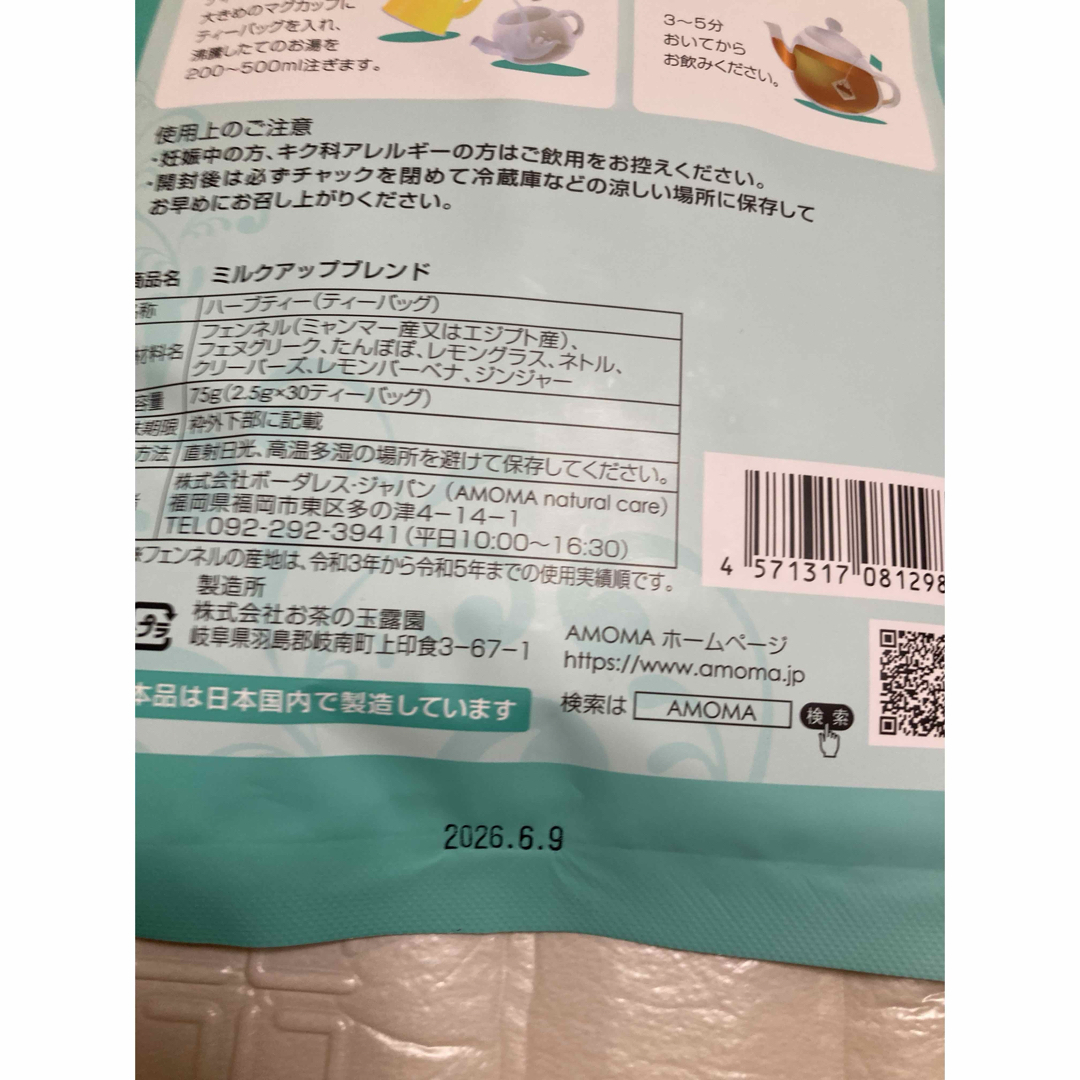 大きめのマグカップに
ティーバッグを入れ、
沸騰したてのお湯を
200〜500ml注ぎます。
3〜5分
おいてから
お飲みください。
使用上のご注意
・妊娠中の方、キク科アレルギーの方はご飲用をお控えください。
・開封後は必ずチャックを閉めて冷蔵庫などの涼しい場所に保存して
お早めにお召し上がりください。
商品名 ミルクアップブレンド
称 ハーブティー(ティーバッグ)
材料名 フェンネル(ミャンマー産又はエジプト産)、
フェヌグリーク、たんぽぽ、レモングラス、ネトル、
クリーバーズ、レモンバーベナ、ジンジャー
容量 75g(2.5g×30ティーバッグ)
期限 枠外下部に記載
方法 直射日光、高温多湿の場所を避けて保存してください。
株式会社ボーダレス・ジャパン (AMOMA natural care)
福岡県福岡市東区多の津4−14−1
TEL092-292-3941(平日10:00〜16:30)
※フェンネルの産地は、令和3年から令和5年までの使用実績順です。
製造所
株式会社お茶の玉露園
岐阜県羽島郡岐南町上印食3−67−1
プラ
本品は日本国内で製造しています
4 571317 081298
AMOMA ホームページ
https://www.amoma.jp
検索は AMOMA 検索
2026.6.9